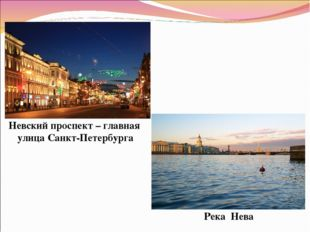 Невский проспект – главная
улица Санкт-Петербурга
Река Нева